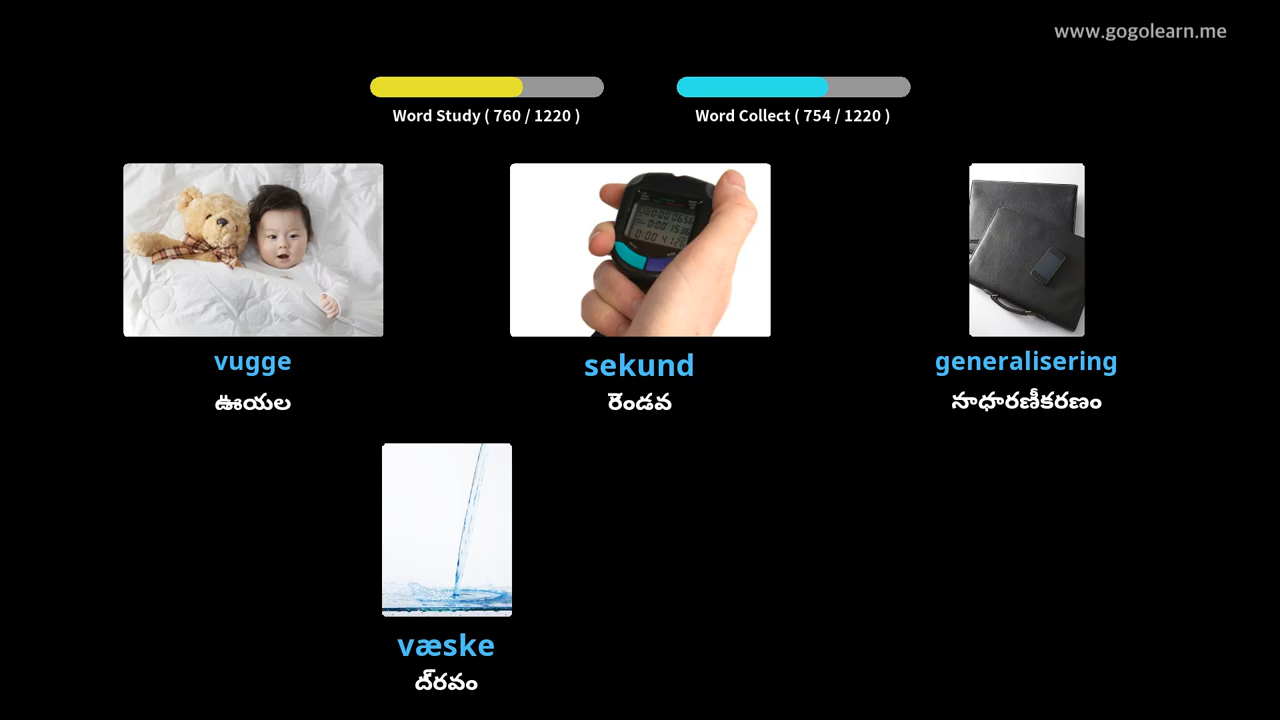 www.gogolearn.me
Word Study ( 760 / 1220 )
Word Collect ( 754 / 1220 )
vugge
sekund
generalisering
ఊయల
రెండవ
సాధారణీకరణం
væske
ద్రవం